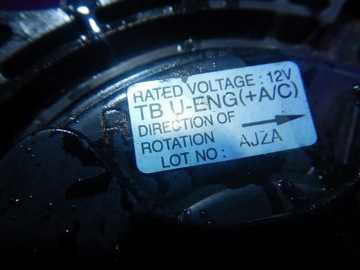 RATED VOLTAGE : 12V
TB U-ENG(+A/C)
DIRECTION OF
ROTATION
LOT NO : AJZA